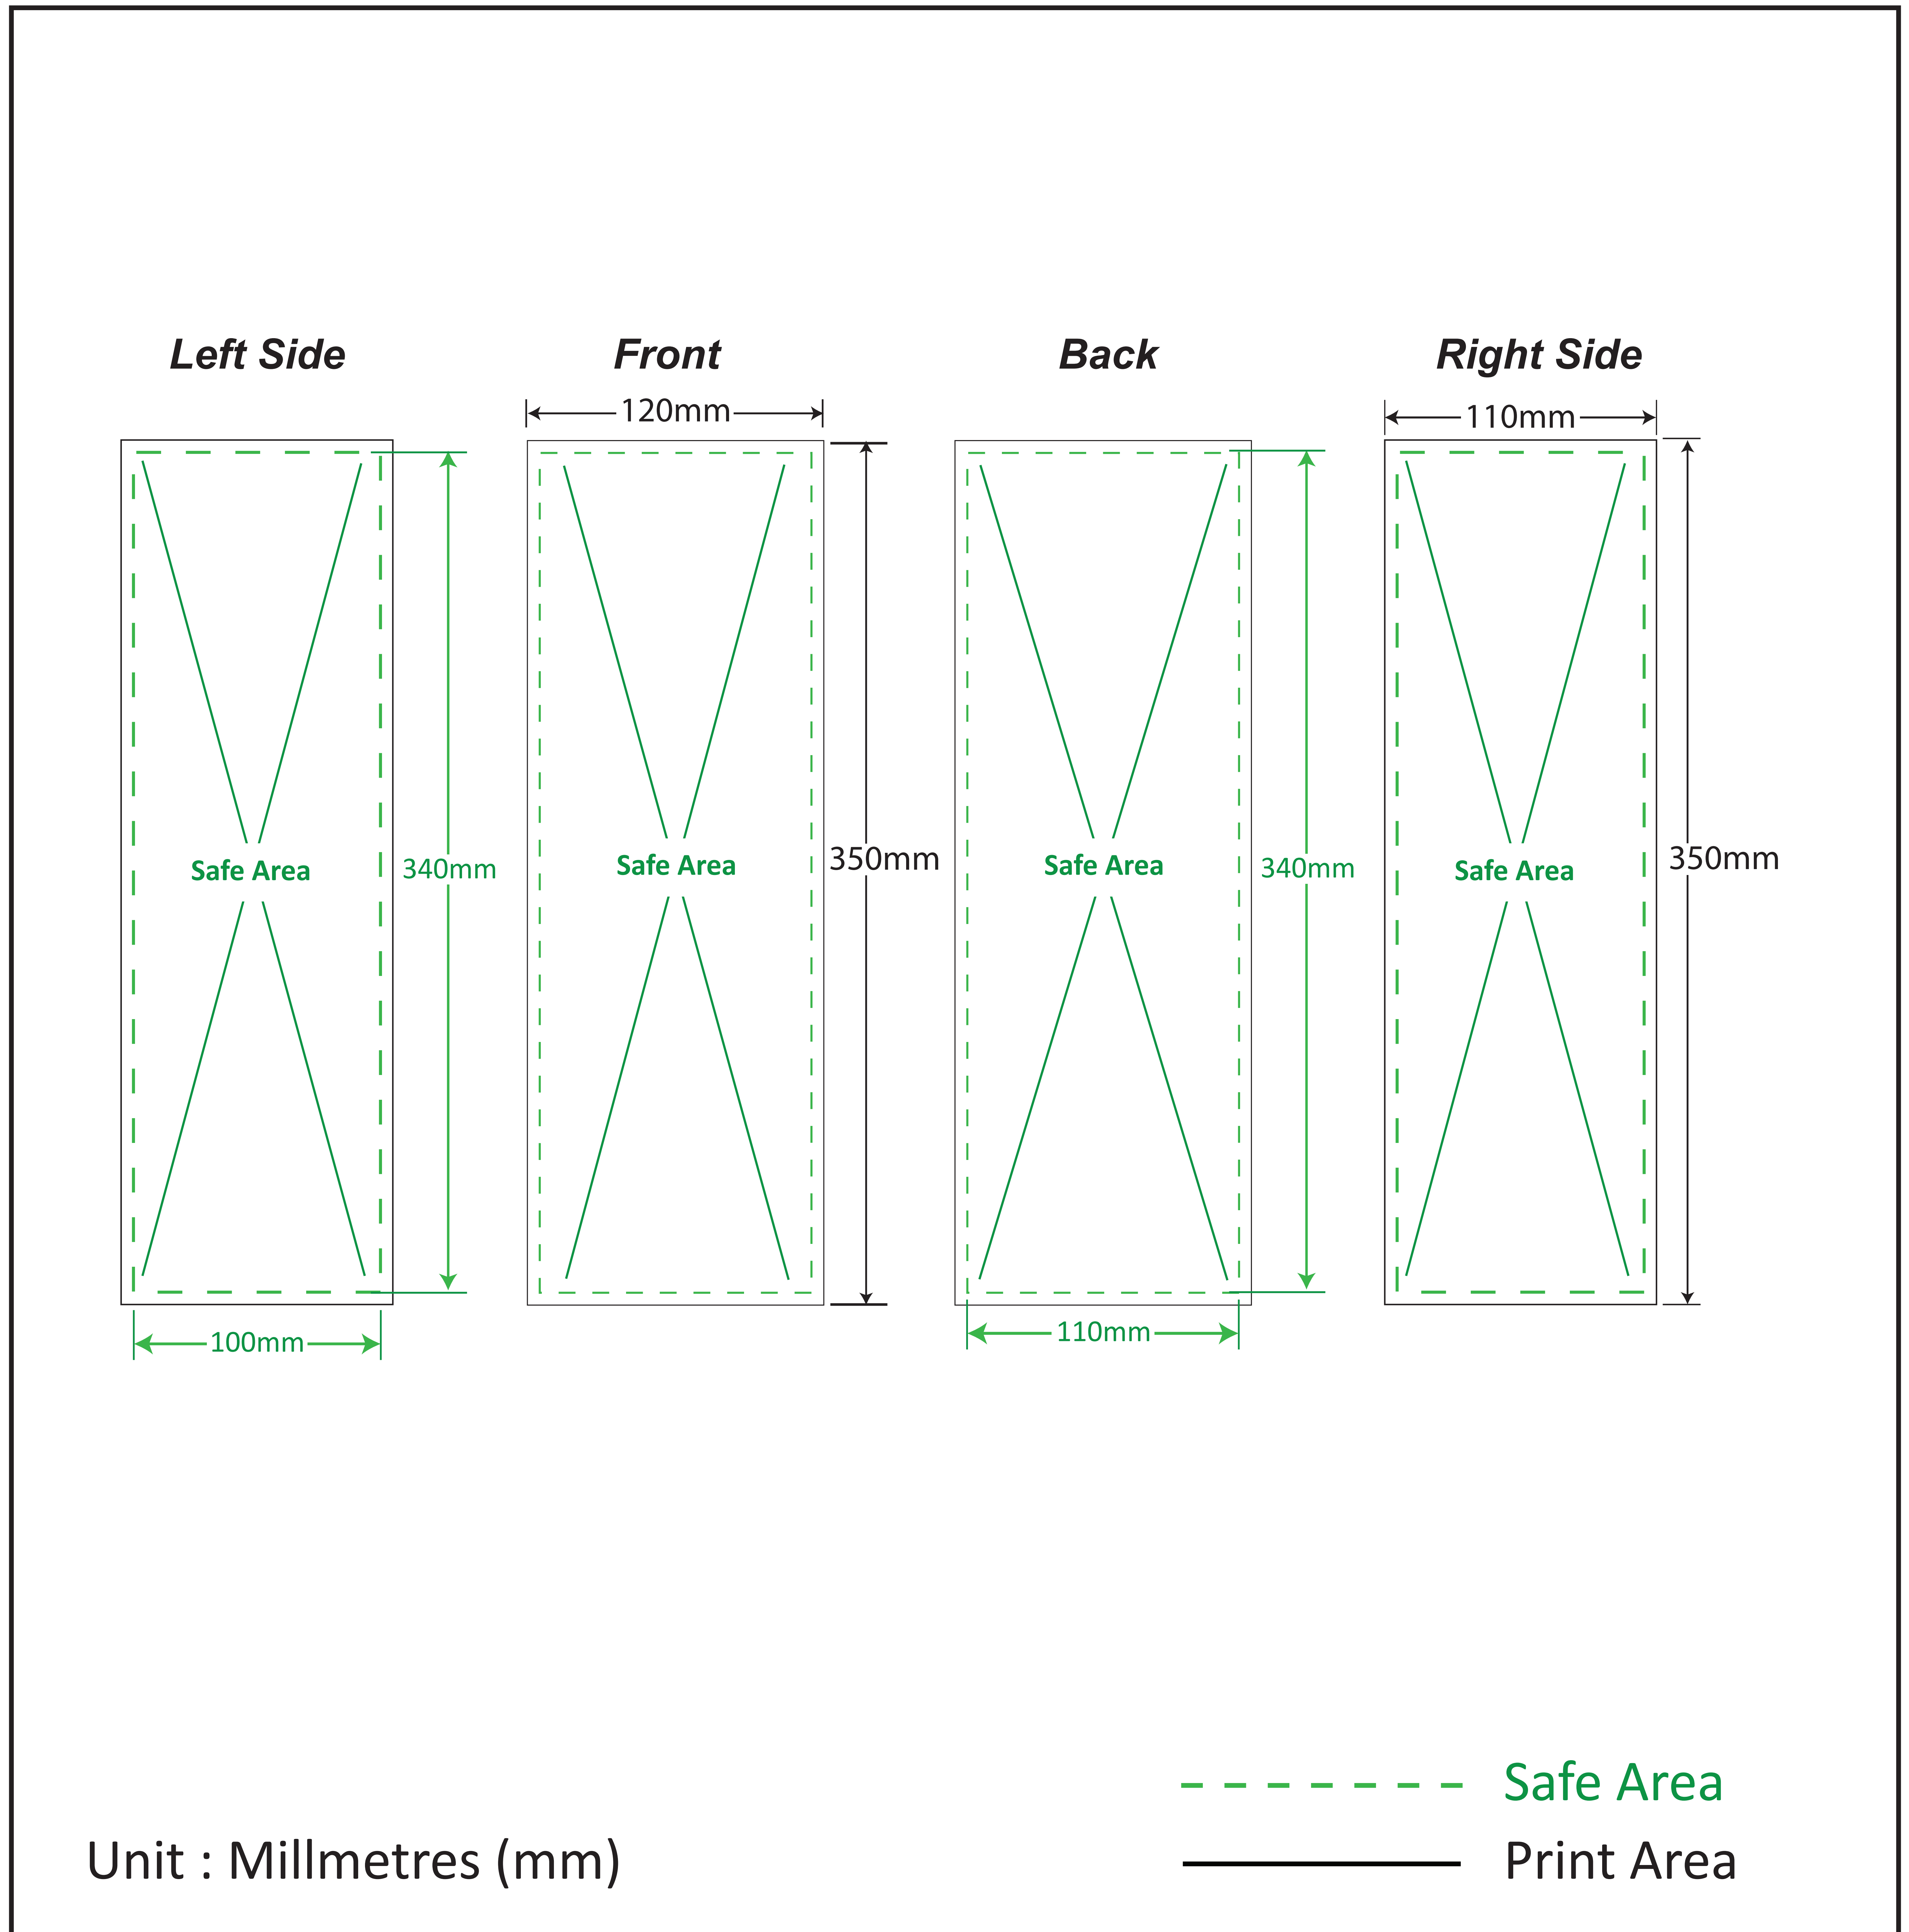 Left Side
Front
Back
Right Side
120mm
110mm
Safe Area
340mm
Safe Area
350mm
Safe Area
340mm
Safe Area
350mm
100mm
110mm
Safe Area
Unit : Millmetres (mm)
Print Area